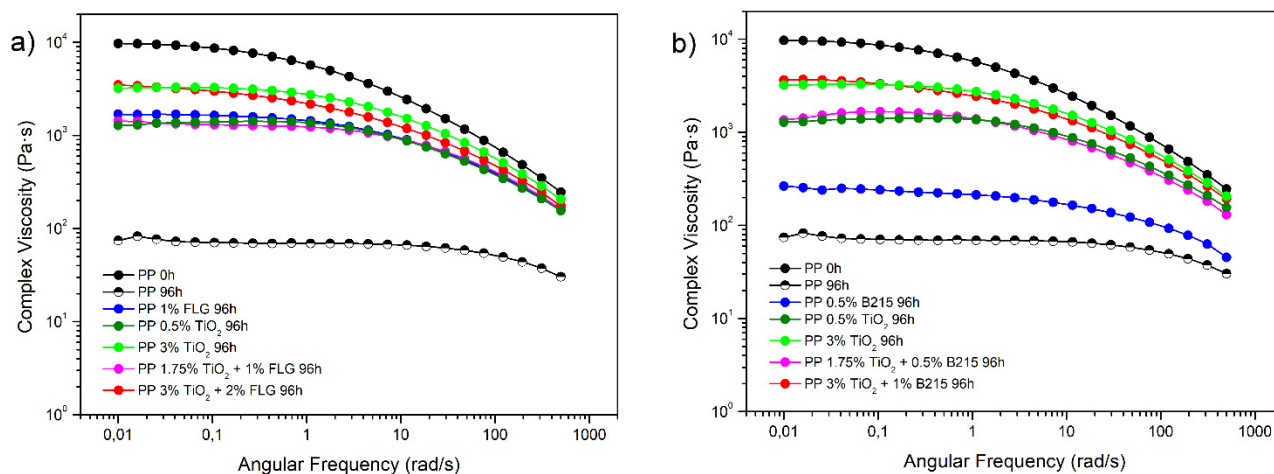 a)
Complex Viscosity (Pa·s)
10⁴
10³
10²
10¹
10⁰
PP 0h
PP 96h
PP 1% FLG 96h
PP 0.5% TiO₂ 96h
PP 3% TiO₂ 96h
PP 1.75% TiO₂ + 1% FLG 96h
PP 3% TiO₂ + 2% FLG 96h
0,01 0,1 1 10 100 1000
Angular Frequency (rad/s)
b)
Complex Viscosity (Pa·s)
10⁴
10³
10²
10¹
10⁰
PP 0h
PP 96h
PP 0.5% B215 96h
PP 0.5% TiO₂ 96h
PP 3% TiO₂ 96h
PP 1.75% TiO₂ + 0.5% B215 96h
PP 3% TiO₂ + 1% B215 96h
0,01 0,1 1 10 100 1000
Angular Frequency (rad/s)